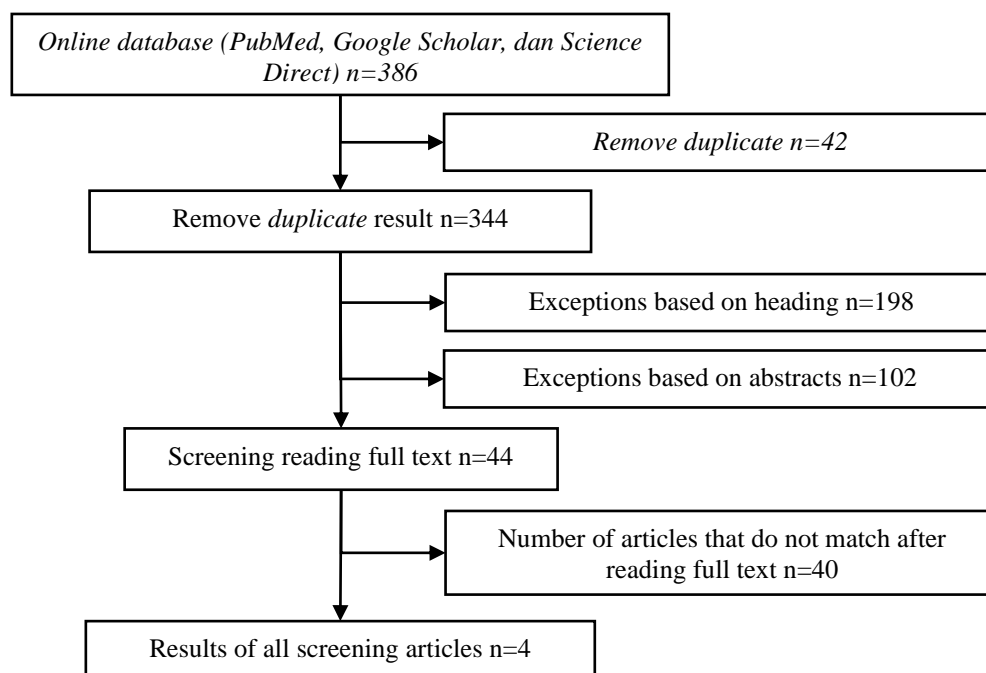 Online database (PubMed, Google Scholar, dan Science
Direct) n=386
Remove duplicate n=42
Remove duplicate result n=344
Exceptions based on heading n=198
Exceptions based on abstracts n=102
Screening reading full text n=44
Number of articles that do not match after
reading full text n=40
Results of all screening articles n=4